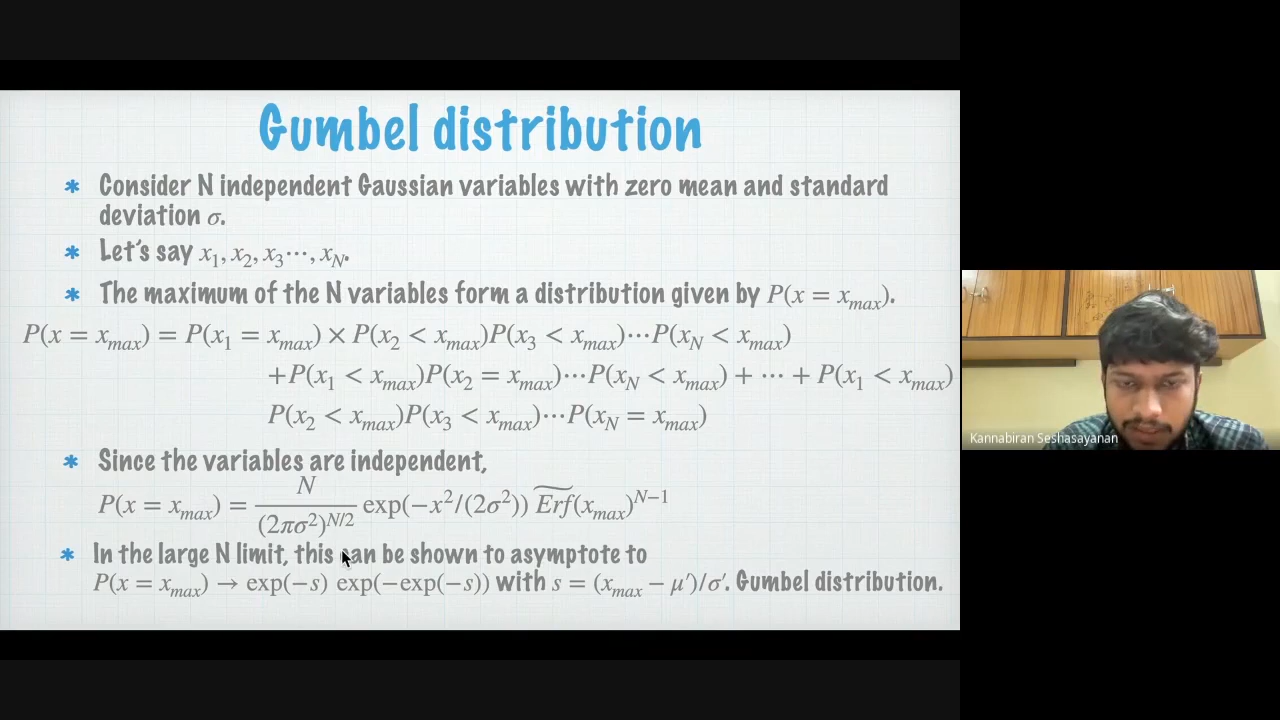 Gumbel distribution
* Consider N independent Gaussian variables with zero mean and standard
deviation σ.
* Let's say x₁, x₂, x₃⋯, x_N.
* The maximum of the N variables form a distribution given by P(x = x_max).
P(x = x_max) = P(x₁ = x_max) × P(x₂ < x_max)P(x₃ < x_max)⋯P(x_N < x_max)
+P(x₁ < x_max)P(x₂ = x_max)⋯P(x_N < x_max) + ⋯ + P(x₁ < x_max)
P(x₂ < x_max)P(x₃ < x_max)⋯P(x_N = x_max)
* Since the variables are independent,
P(x = x_max) = \frac{N}{(2πσ²)^{N/2}} exp(−x²/(2σ²)) \widetilde{Erf}(x_max)^{N−1}
* In the large N limit, this can be shown to asymptote to
P(x = x_max) → exp(−s) exp(−exp(−s)) with s = (x_max − μ′)/σ′. Gumbel distribution.
Kannabiran Seshasayanan